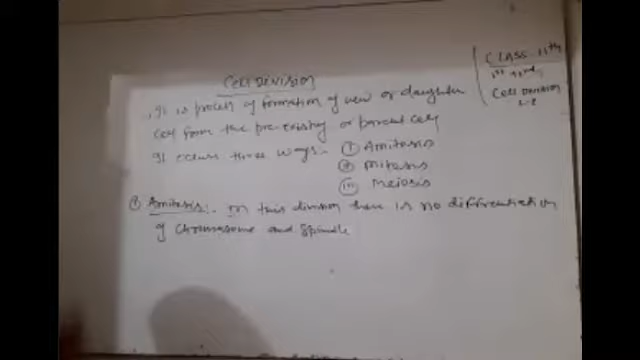 CLASS 11th
Cell Division
L-2
Cell Division
It is process of formation of new or daughter
cell from the pre-existing or parent cell
It occurs three ways - (i) Amitosis
(ii) Mitosis
(iii) Meiosis
(i) Amitosis:- In this division there is no differentiation
of chromosome and spindle